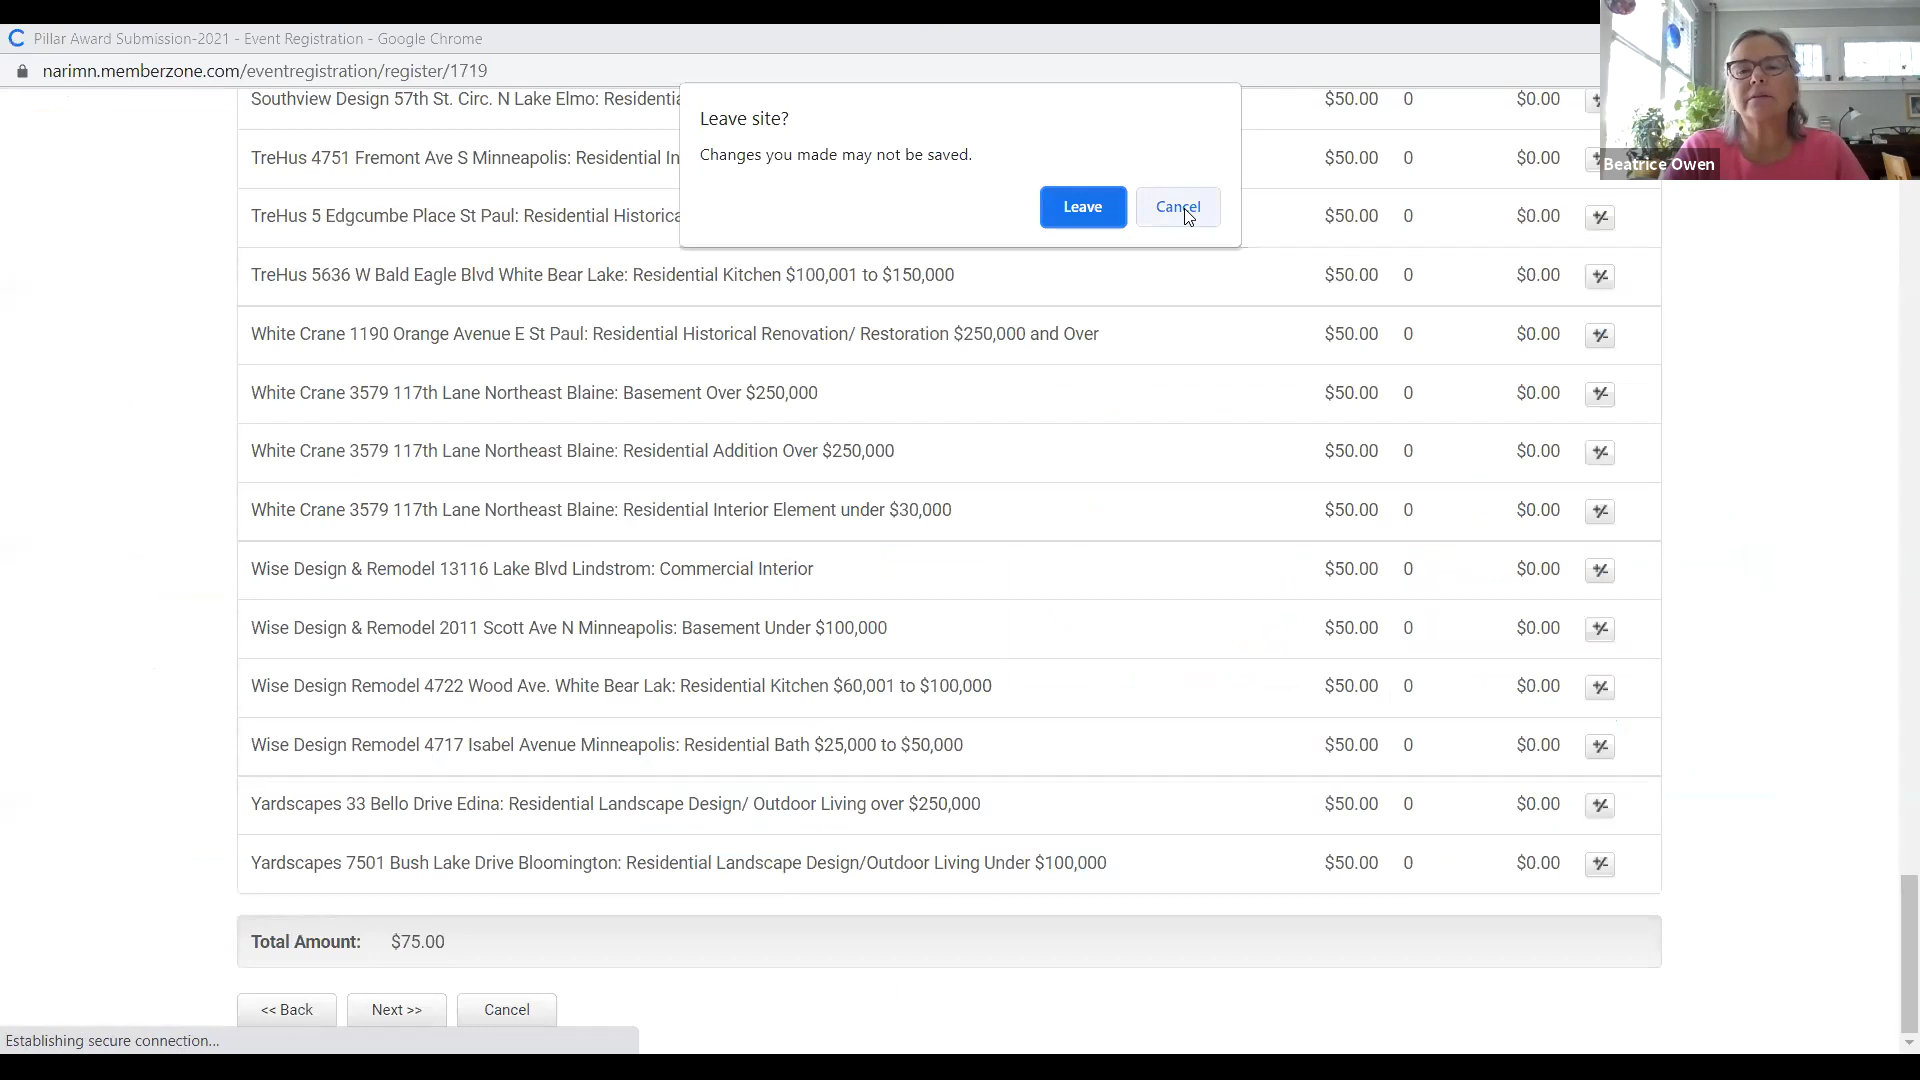 Pillar Award Submission-2021 - Event Registration - Google Chrome
narimn.memberzone.com/eventregistration/register/1719
Leave site?
Changes you made may not be saved.
Leave
Cancel
Beatrice Owen
Southview Design 57th St. Circ. N Lake Elmo: $50.00 0 $0.00
TreHus 4751 Fremont Ave S Minneapolis: Residential $50.00 0 $0.00
TreHus 5 Edgcumbe Place St Paul: Residential $50.00 0 $0.00 +/-
TreHus 5636 W Bald Eagle Blvd White Bear Lake: Residential Kitchen $100,001 to $150,000 $50.00 0 $0.00 +/-
White Crane 1190 Orange Avenue E St Paul: Residential Historical Renovation/ Restoration $250,000 and Over $50.00 0 $0.00 +/-
White Crane 3579 117th Lane Northeast Blaine: Basement Over $250,000 $50.00 0 $0.00 +/-
White Crane 3579 117th Lane Northeast Blaine: Residential Addition Over $250,000 $50.00 0 $0.00 +/-
White Crane 3579 117th Lane Northeast Blaine: Residential Interior Element under $30,000 $50.00 0 $0.00 +/-
Wise Design & Remodel 13116 Lake Blvd Lindstrom: Commercial Interior $50.00 0 $0.00 +/-
Wise Design & Remodel 2011 Scott Ave N Minneapolis: Basement Under $100,000 $50.00 0 $0.00 +/-
Wise Design Remodel 4722 Wood Ave. White Bear Lak: Residential Kitchen $60,001 to $100,000 $50.00 0 $0.00 +/-
Wise Design Remodel 4717 Isabel Avenue Minneapolis: Residential Bath $25,000 to $50,000 $50.00 0 $0.00 +/-
Yardscapes 33 Bello Drive Edina: Residential Landscape Design/ Outdoor Living over $250,000 $50.00 0 $0.00 +/-
Yardscapes 7501 Bush Lake Drive Bloomington: Residential Landscape Design/Outdoor Living Under $100,000 $50.00 0 $0.00 +/-
Total Amount: $75.00
<< Back Next >> Cancel
Establishing secure connection...